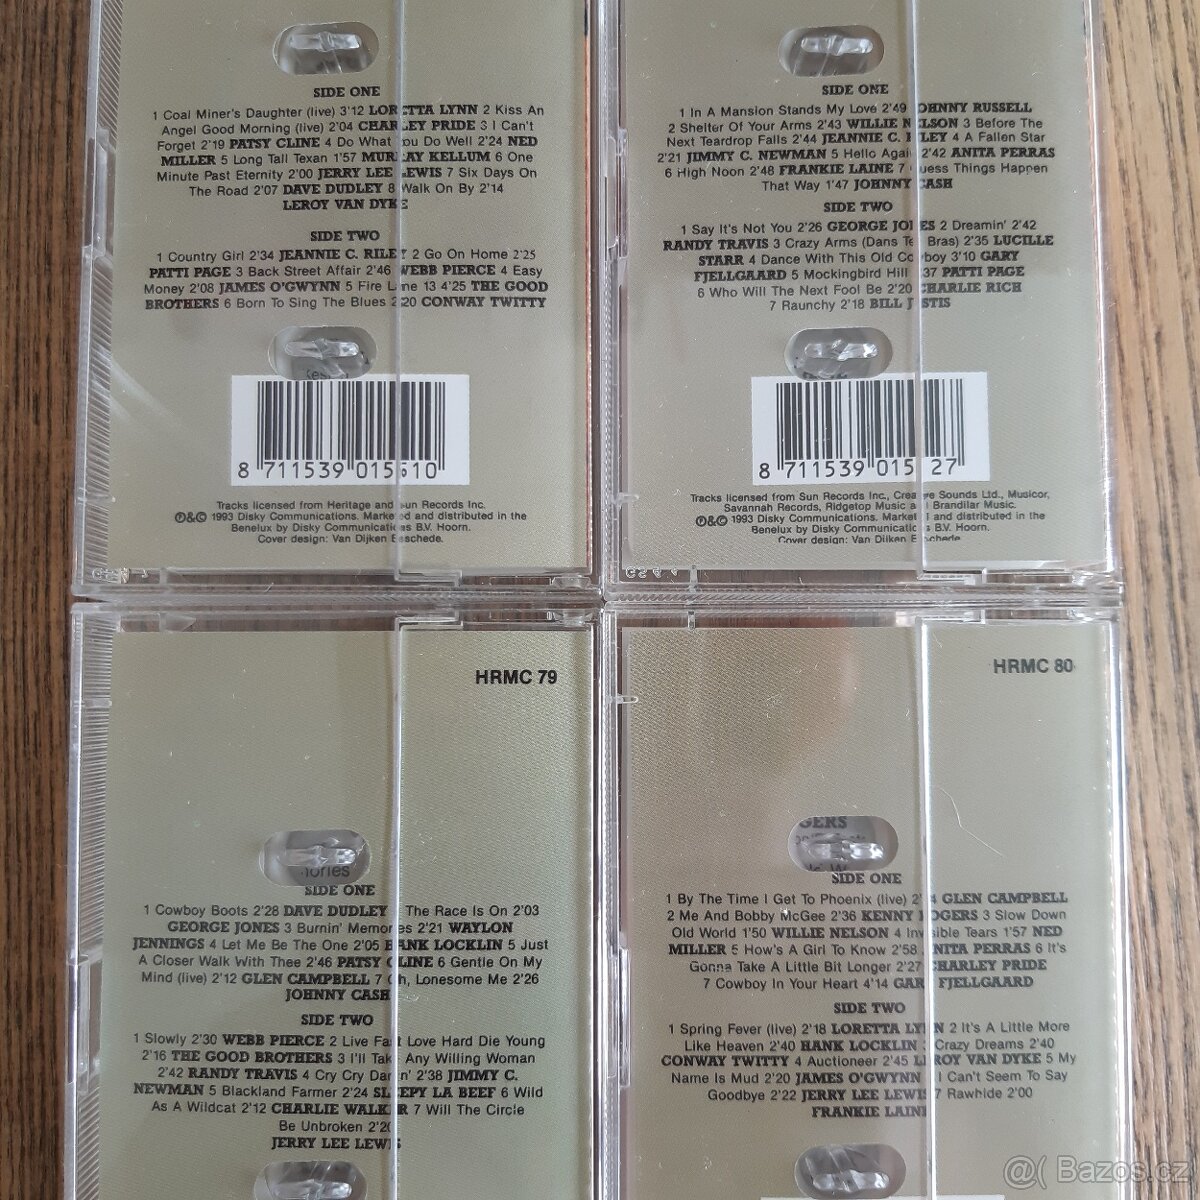 SIDE ONE
1 Coal Miner's Daughter (live) 3'12 LORETTA LYNN 2 Kiss An
Angel Good Morning (live) 2'04 CHARLEY PRIDE 3 I Can't
Forget 2'19 PATSY CLINE 4 Do What You Do Well 2'24 NED
MILLER 5 Long Tall Texan 1'57 MURRAY KELLUM 6 One
Minute Past Eternity 2'00 JERRY LEE LEWIS 7 Six Days On
The Road 2'07 DAVE DUDLEY 8 Walk On By 2'14
LEROY VAN DYKE
SIDE TWO
1 Country Girl 2'34 JEANNIE C. RILEY 2 Go On Home 2'25
PATTI PAGE 3 Back Street Affair 2'46 WEBB PIERCE 4 Easy
Money 2'08 JAMES O'GWYNN 5 Fire Lane 13 4'25 THE GOOD
BROTHERS 6 Born To Sing The Blues 2'20 CONWAY TWITTY
8 711539 015510
Tracks licensed from Heritage and Sun Records Inc.
℗&© 1993 Disky Communications. Marketed and distributed in the
Benelux by Disky Communications B.V. Hoorn.
Cover design: Van Dijken Enschede.
SIDE ONE
1 In A Mansion Stands My Love 2'49 JOHNNY RUSSELL
2 Shelter Of Your Arms 2'43 WILLIE NELSON 3 Before The
Next Teardrop Falls 2'44 JEANNIE C. RILEY 4 A Fallen Star
2'21 JIMMY C. NEWMAN 5 Hello Again 2'42 ANITA PERRAS
6 High Noon 2'48 FRANKIE LAINE 7 Guess Things Happen
That Way 1'47 JOHNNY CASH
SIDE TWO
1 Say It's Not You 2'26 GEORGE JONES 2 Dreamin' 2'42
RANDY TRAVIS 3 Crazy Arms (Dans Tes Bras) 2'35 LUCILLE
STARR 4 Dance With This Old Cowboy 3'10 GARY
FJELLGAARD 5 Mockingbird Hill '37 PATTI PAGE
6 Who Will The Next Fool Be 2'20 CHARLIE RICH
7 Raunchy 2'18 BILL JUSTIS
8 711539 015 27
Tracks licensed from Sun Records Inc., Creative Sounds Ltd., Musicor,
Savannah Records, Ridgetop Music and Brandilar Music.
℗&© 1993 Disky Communications. Marketed and distributed in the
Benelux by Disky Communications B.V. Hoorn.
Cover design: Van Dijken Enschede.
HRMC 79
SIDE ONE
1 Cowboy Boots 2'28 DAVE DUDLEY 2 The Race Is On 2'03
GEORGE JONES 3 Burnin' Memories 2'21 WAYLON
JENNINGS 4 Let Me Be The One 2'05 HANK LOCKLIN 5 Just
A Closer Walk With Thee 2'46 PATSY CLINE 6 Gentle On My
Mind (live) 2'12 GLEN CAMPBELL 7 Oh, Lonesome Me 2'26
JOHNNY CASH
SIDE TWO
1 Slowly 2'30 WEBB PIERCE 2 Live Fast Love Hard Die Young
2'16 THE GOOD BROTHERS 3 I'll Take Any Willing Woman
2'42 RANDY TRAVIS 4 Cry Cry Darlin' 2'38 JIMMY C.
NEWMAN 5 Blackland Farmer 2'24 SLEEPY LA BEEF 6 Wild
As A Wildcat 2'12 CHARLIE WALKER 7 Will The Circle
Be Unbroken 2'20
JERRY LEE LEWIS
HRMC 80
GERS
SIDE ONE
1 By The Time I Get To Phoenix (live) 2' 4 GLEN CAMPBELL
2 Me And Bobby McGee 2'36 KENNY ROGERS 3 Slow Down
Old World 1'50 WILLIE NELSON 4 Invisible Tears 1'57 NED
MILLER 5 How's A Girl To Know 2'58 ANITA PERRAS 6 It's
Gonna Take A Little Bit Longer 2'27 CHARLEY PRIDE
7 Cowboy In Your Heart 4'14 GARY FJELLGAARD
SIDE TWO
1 Spring Fever (live) 2'18 LORETTA LYNN 2 It's A Little More
Like Heaven 2'40 HANK LOCKLIN 3 Crazy Dreams 2'40
CONWAY TWITTY 4 Auctioneer 2'45 LEROY VAN DYKE 5 My
Name Is Mud 2'20 JAMES O'GWYNN 6 I Can't Seem To Say
Goodbye 2'22 JERRY LEE LEWIS 7 Rawhide 2'00
FRANKIE LAINE
@( Bazos.cz